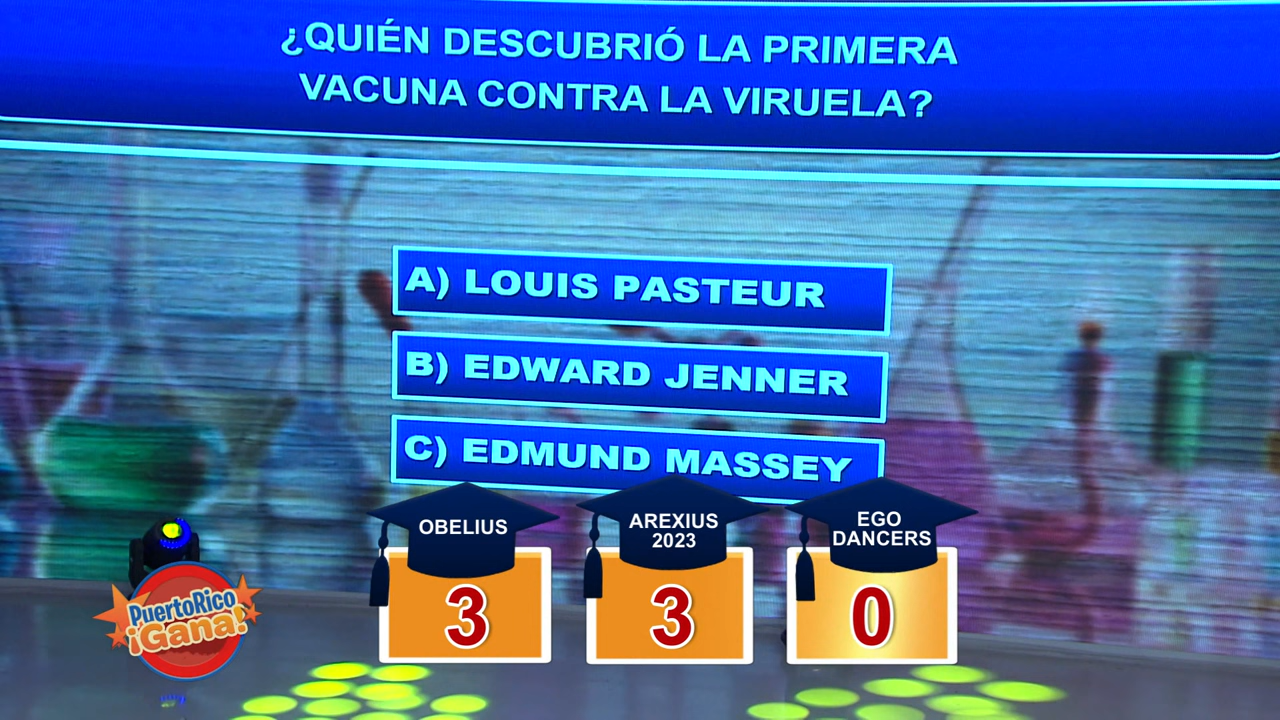 ¿QUIÉN DESCUBRIÓ LA PRIMERA
VACUNA CONTRA LA VIRUELA?
A) LOUIS PASTEUR
B) EDWARD JENNER
C) EDMUND MASSEY
OBELIUS
3
AREXIUS
2023
3
EGO
DANCERS
0
PuertoRico
¡Gana!